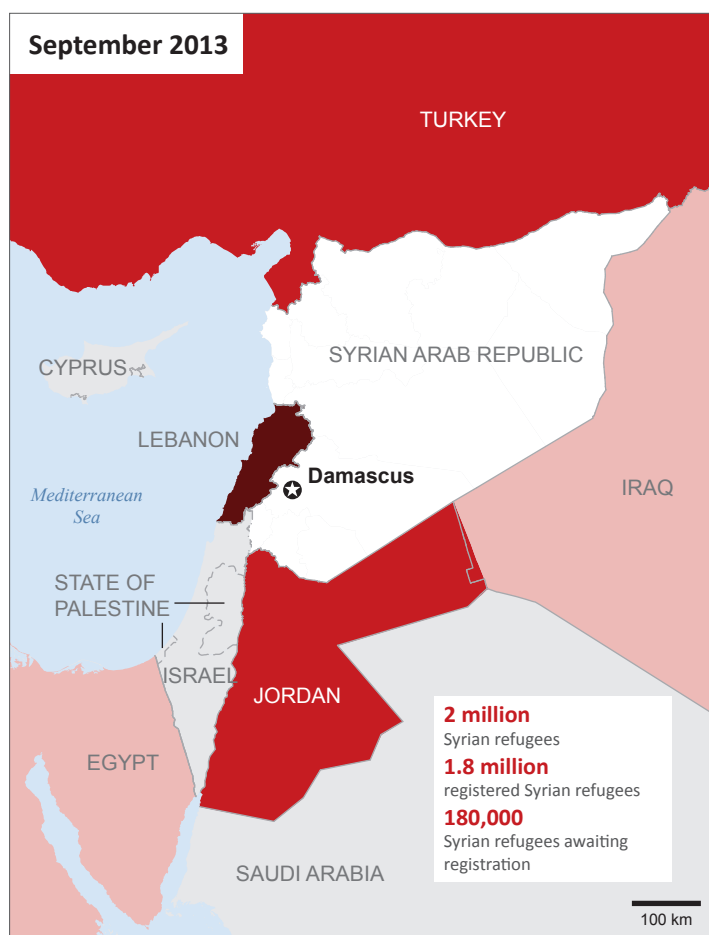 September 2013
TURKEY
SYRIAN ARAB REPUBLIC
CYPRUS
LEBANON
Damascus
IRAQ
Mediterranean
Sea
STATE OF
PALESTINE
ISRAEL
JORDAN
EGYPT
2 million
Syrian refugees
1.8 million
registered Syrian refugees
180,000
Syrian refugees awaiting
registration
SAUDI ARABIA
100 km